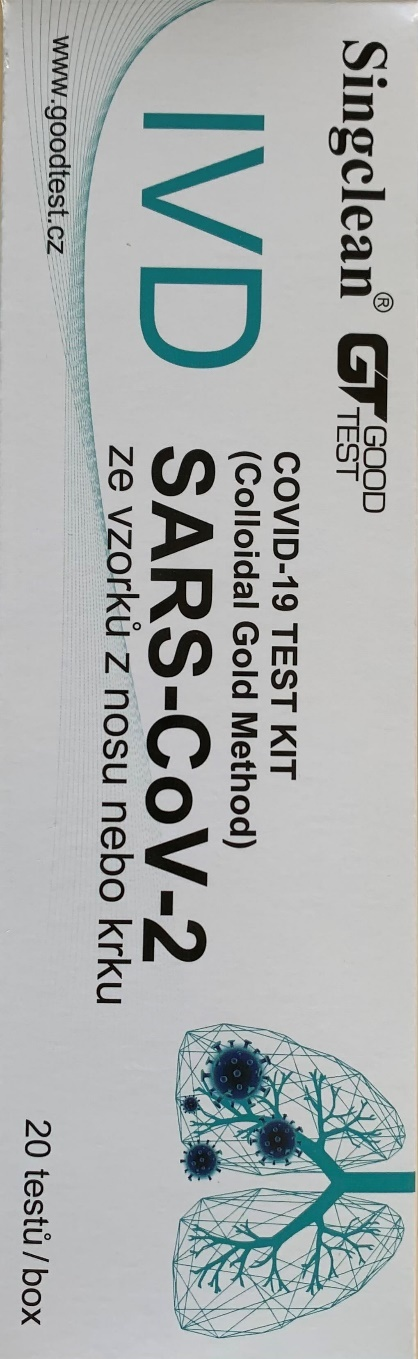 Singclean®
GT GOOD
TEST
COVID-19 TEST KIT
(Colloidal Gold Method)
IVD
SARS-CoV-2
ze vzorků z nosu nebo krku
www.goodtest.cz
20 testů / box